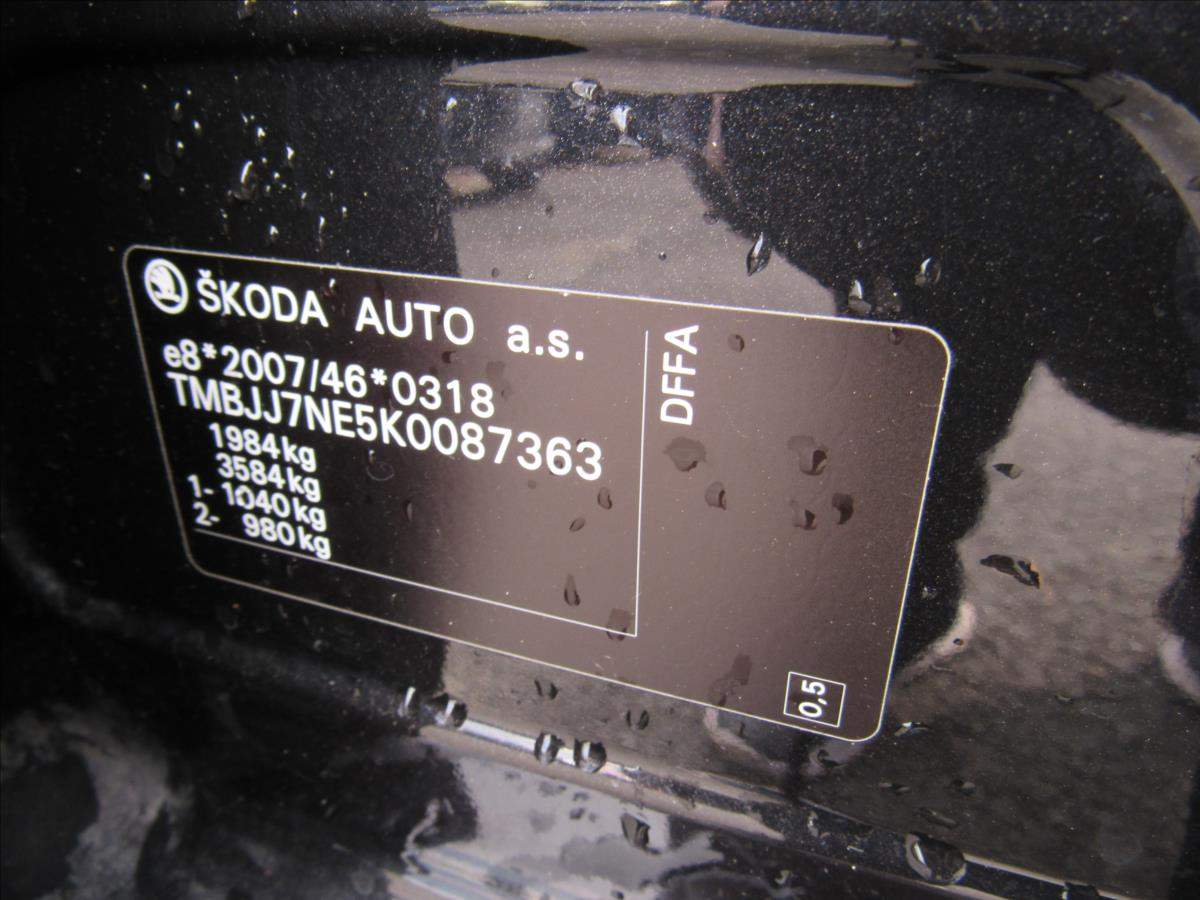 ŠKODA AUTO a.s.
e8*2007/46*0318
TMBJJ7NE5K0087363
1984kg
3584kg
1- 1040kg
2- 980kg
DFFA
0,5